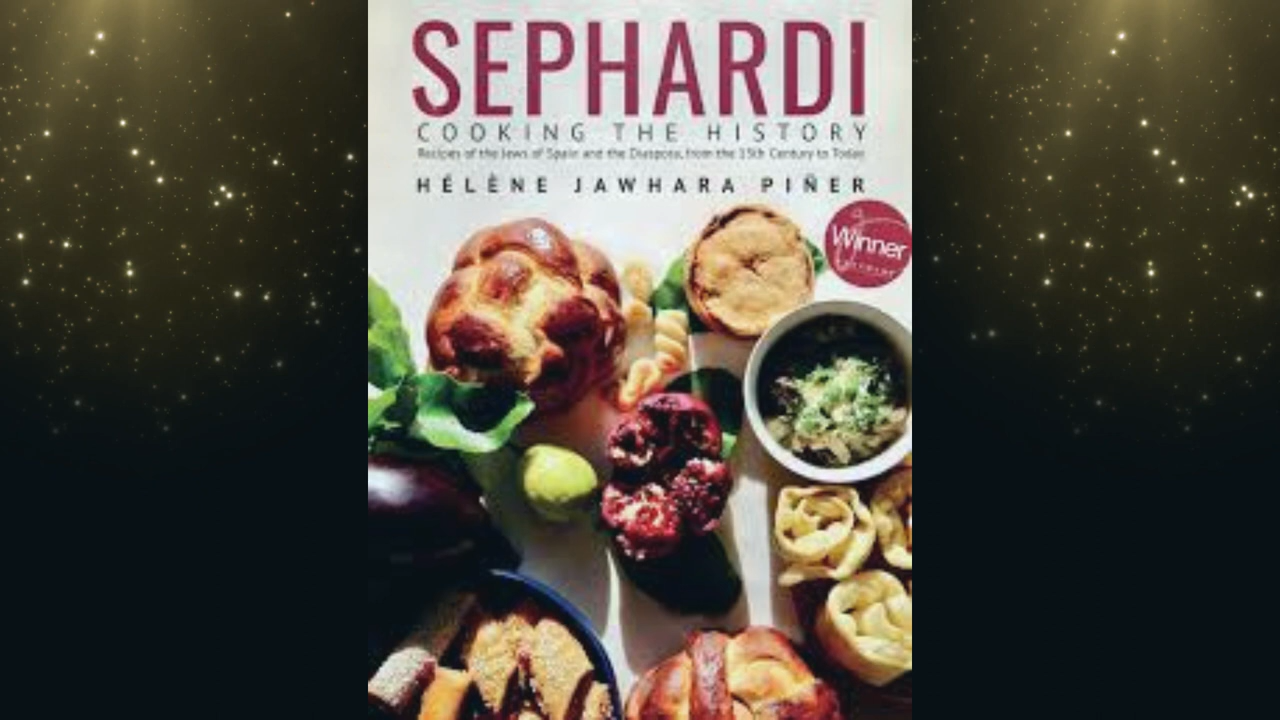 SEPHARDI
COOKING THE HISTORY
Recipes of the Jews of Spain and the Diaspora, from the 15th Century to Today
HÉLÈNE JAWHARA PIÑER
Winner